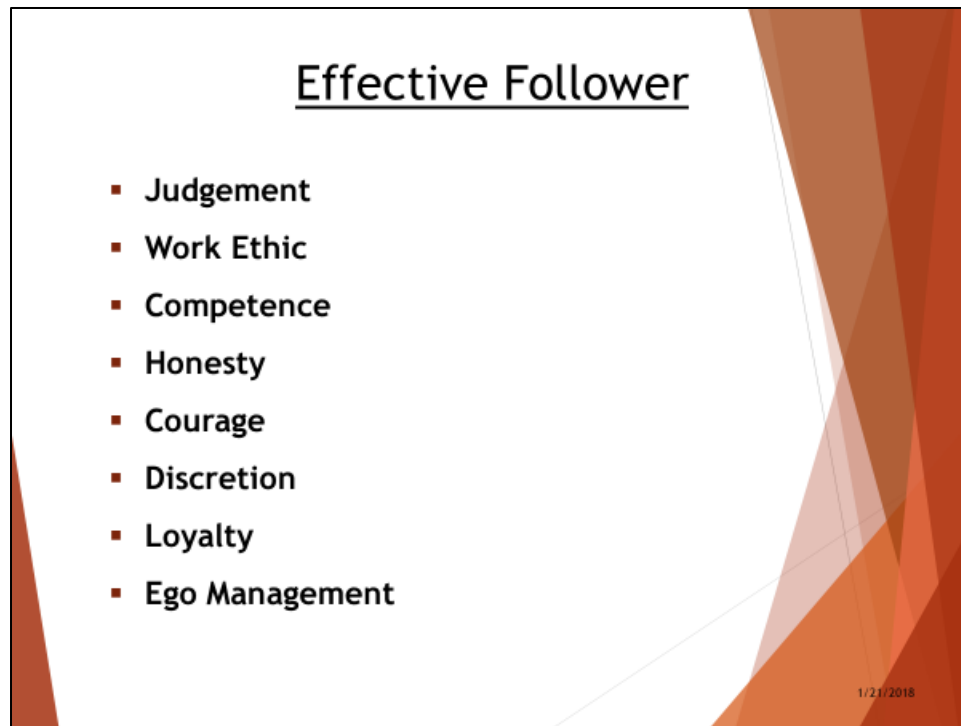 Effective Follower
Judgement
Work Ethic
Competence
Honesty
Courage
Discretion
Loyalty
Ego Management
1/21/2018